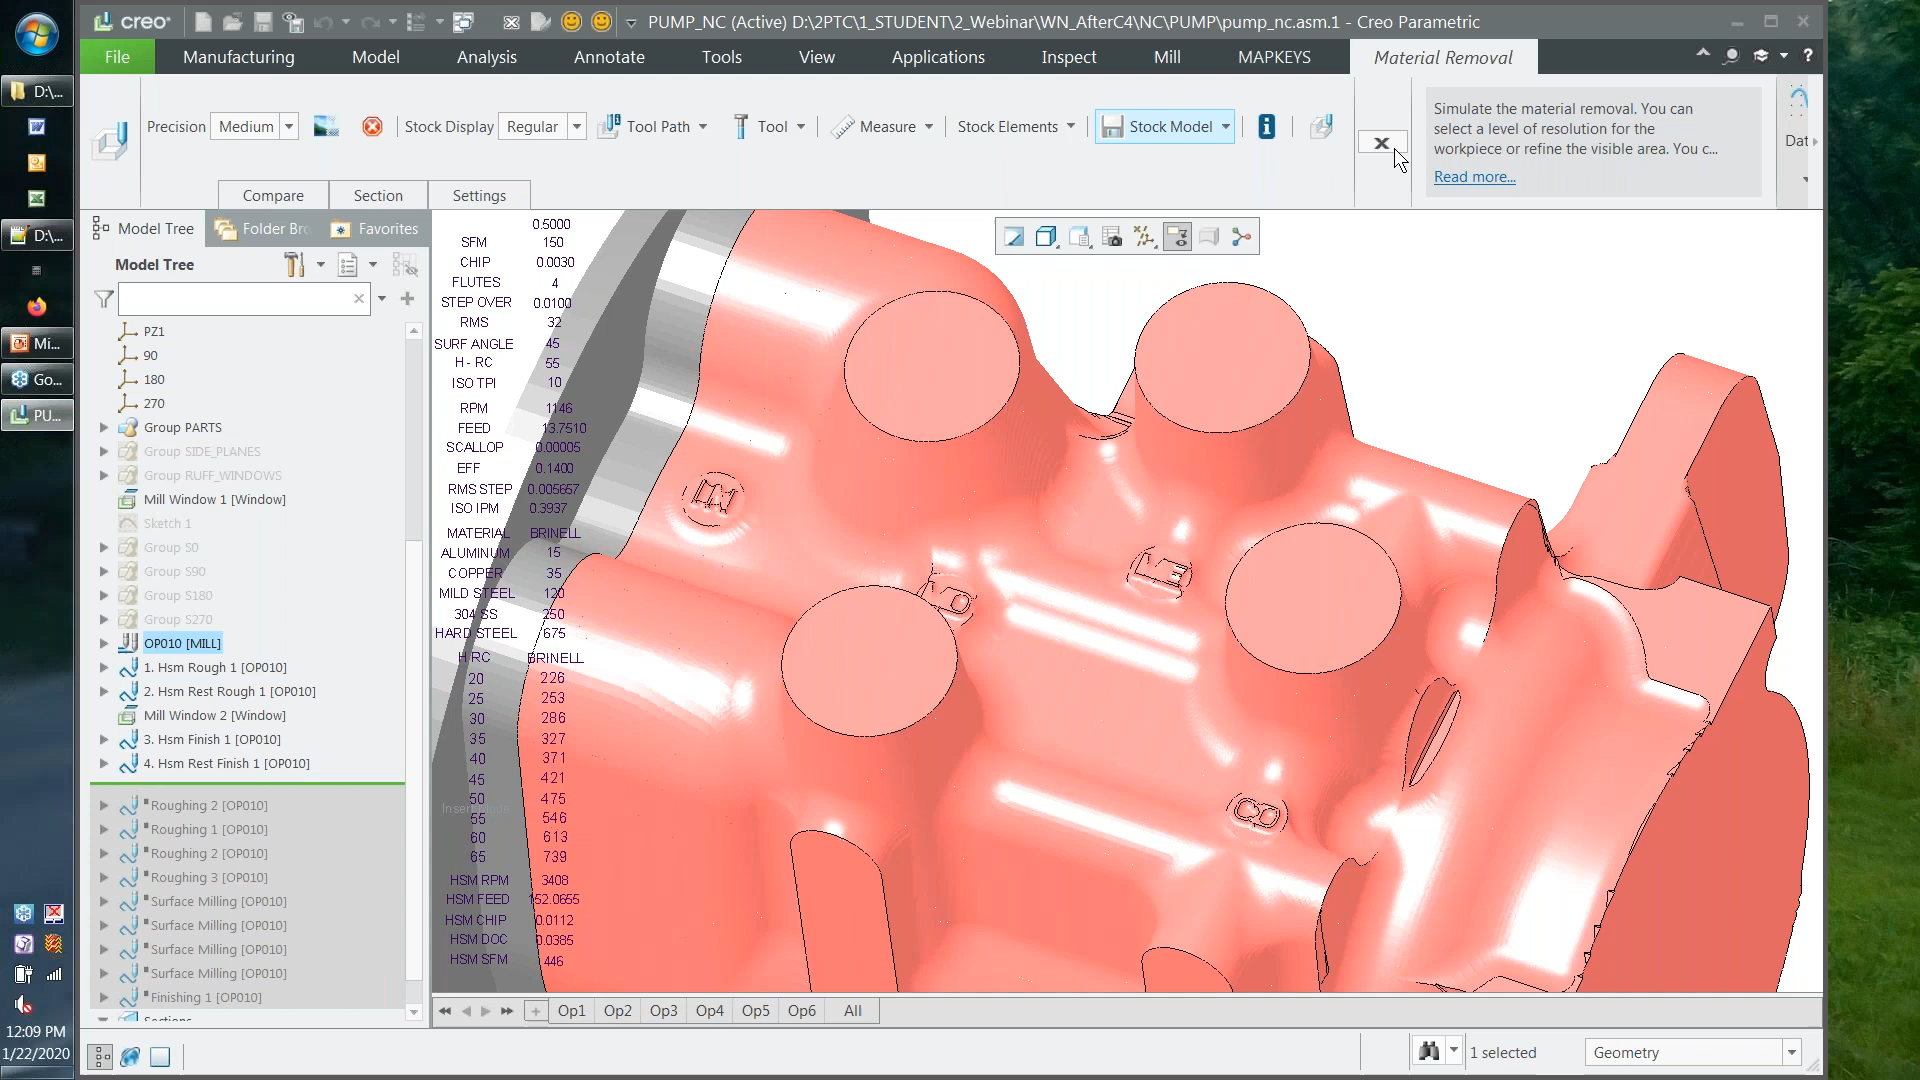 creo
PUMP_NC (Active) D:\2PTC\1_STUDENT\2_Webinar\WN_AfterC4\NC\PUMP\pump_nc.asm.1 - Creo Parametric
File
Manufacturing
Model
Analysis
Annotate
Tools
View
Applications
Inspect
Mill
MAPKEYS
Material Removal
Precision
Medium
Stock Display
Regular
Tool Path
Tool
Measure
Stock Elements
Stock Model
Simulate the material removal. You can
select a level of resolution for the
workpiece or refine the visible area. You c...
Read more...
Dat
Compare
Section
Settings
Model Tree
Folder Bro
Favorites
Model Tree
PZ1
90
180
270
Group PARTS
Group SIDE_PLANES
Group RUFF_WINDOWS
Mill Window 1 [Window]
Sketch 1
Group S0
Group S90
Group S180
Group S270
OP010 [MILL]
1. Hsm Rough 1 [OP010]
2. Hsm Rest Rough 1 [OP010]
Mill Window 2 [Window]
3. Hsm Finish 1 [OP010]
4. Hsm Rest Finish 1 [OP010]
Roughing 2 [OP010]
Roughing 1 [OP010]
Roughing 2 [OP010]
Roughing 3 [OP010]
Surface Milling [OP010]
Surface Milling [OP010]
Surface Milling [OP010]
Surface Milling [OP010]
Finishing 1 [OP010]
Sections
0.5000
SFM 150
CHIP 0.0030
FLUTES 4
STEP OVER 0.0100
RMS 32
SURF ANGLE 45
H - RC 55
ISO TPI 10
RPM 1146
FEED 13.7510
SCALLOP 0.00005
EFF 0.1400
RMS STEP 0.005657
ISO IPM 0.3937
MATERIAL BRINELL
ALUMINUM 15
COPPER 35
MILD STEEL 120
304 SS 250
HARD STEEL 675
H RC BRINELL
20 226
25 253
30 286
35 327
40 371
45 421
50 475
55 546
60 613
65 739
HSM RPM 3408
HSM FEED 152.0655
HSM CHIP 0.0112
HSM DOC 0.0385
HSM SFM 446
Op1
Op2
Op3
Op4
Op5
Op6
All
1 selected
Geometry
D:\...
D:\...
Mi...
Go...
PU...
12:09 PM
1/22/2020